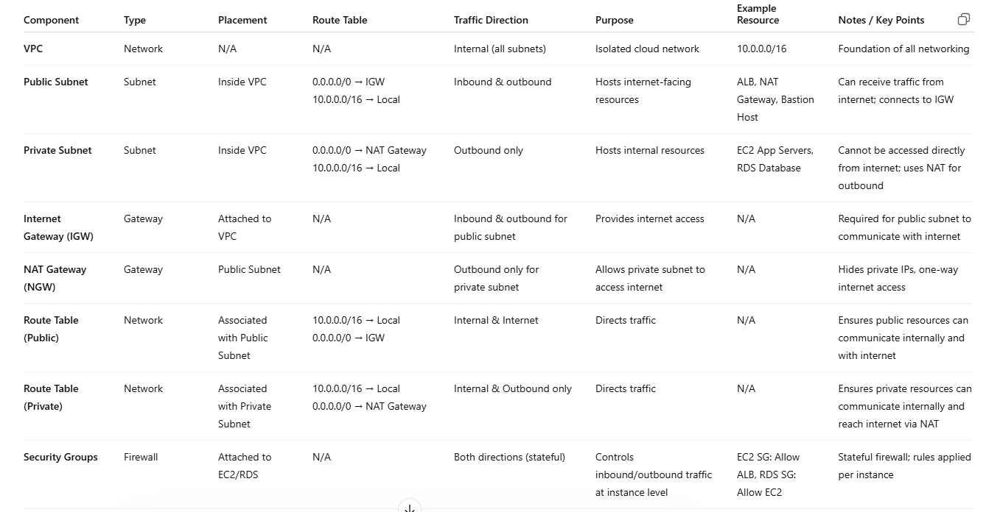 Example
Component Type Placement Route Table Traffic Direction Purpose Resource Notes / Key Points
VPC Network N/A N/A Internal (all subnets) Isolated cloud network 10.0.0.0/16 Foundation of all networking
Public Subnet Subnet Inside VPC 0.0.0.0/0 → IGW Inbound & outbound Hosts internet-facing ALB, NAT Can receive traffic from
10.0.0.0/16 → Local resources Gateway, Bastion internet; connects to IGW
Host
Private Subnet Subnet Inside VPC 0.0.0.0/0 → NAT Gateway Outbound only Hosts internal resources EC2 App Servers, Cannot be accessed directly
10.0.0.0/16 → Local RDS Database from internet; uses NAT for
outbound
Internet Gateway Attached to N/A Inbound & outbound for Provides internet access N/A Required for public subnet to
Gateway (IGW) VPC public subnet communicate with internet
NAT Gateway Gateway Public Subnet N/A Outbound only for Allows private subnet to N/A Hides private IPs, one-way
(NGW) private subnet access internet internet access
Route Table Network Associated 10.0.0.0/16 → Local Internal & Internet Directs traffic N/A Ensures public resources can
(Public) with Public 0.0.0.0/0 → IGW communicate internally and
Subnet with internet
Route Table Network Associated 10.0.0.0/16 → Local Internal & Outbound only Directs traffic N/A Ensures private resources can
(Private) with Private 0.0.0.0/0 → NAT Gateway communicate internally and
Subnet reach internet via NAT
Security Groups Firewall Attached to N/A Both directions (stateful) Controls EC2 SG: Allow Stateful firewall; rules applied
EC2/RDS inbound/outbound traffic ALB, RDS SG: per instance
at instance level Allow EC2